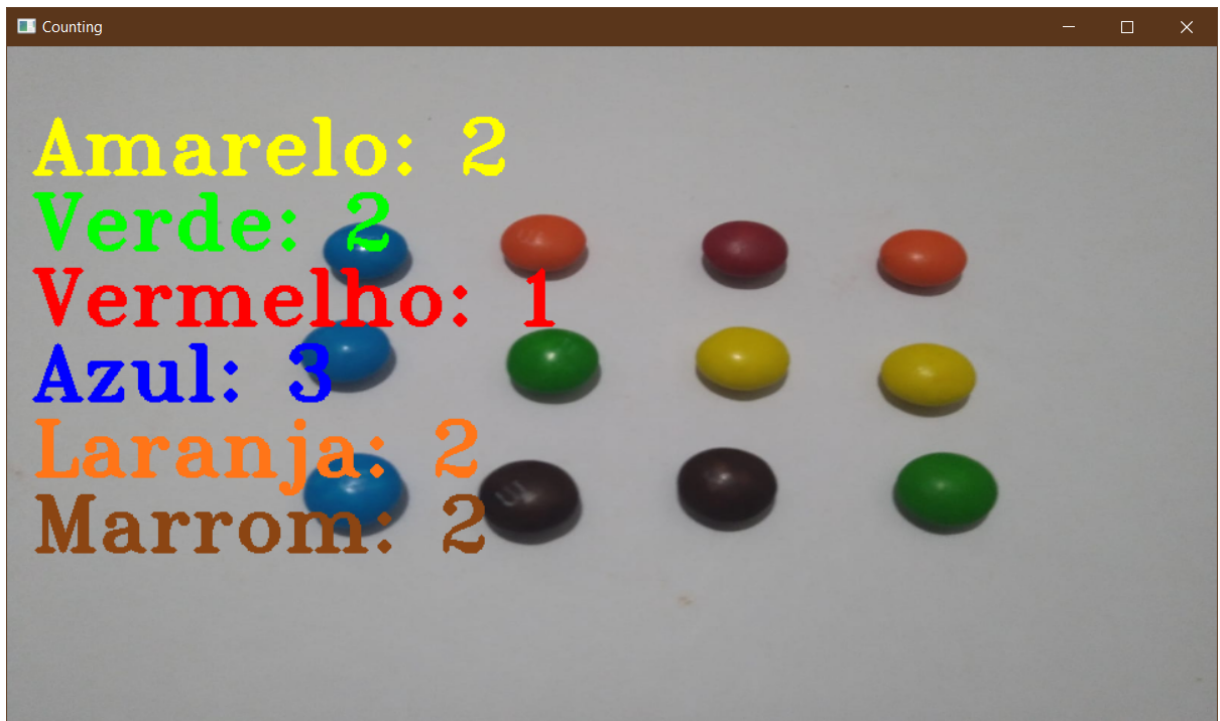 Counting
Amarelo: 2
Verde: 2
Vermelho: 1
Azul: 3
Laranja: 2
Marrom: 2
m